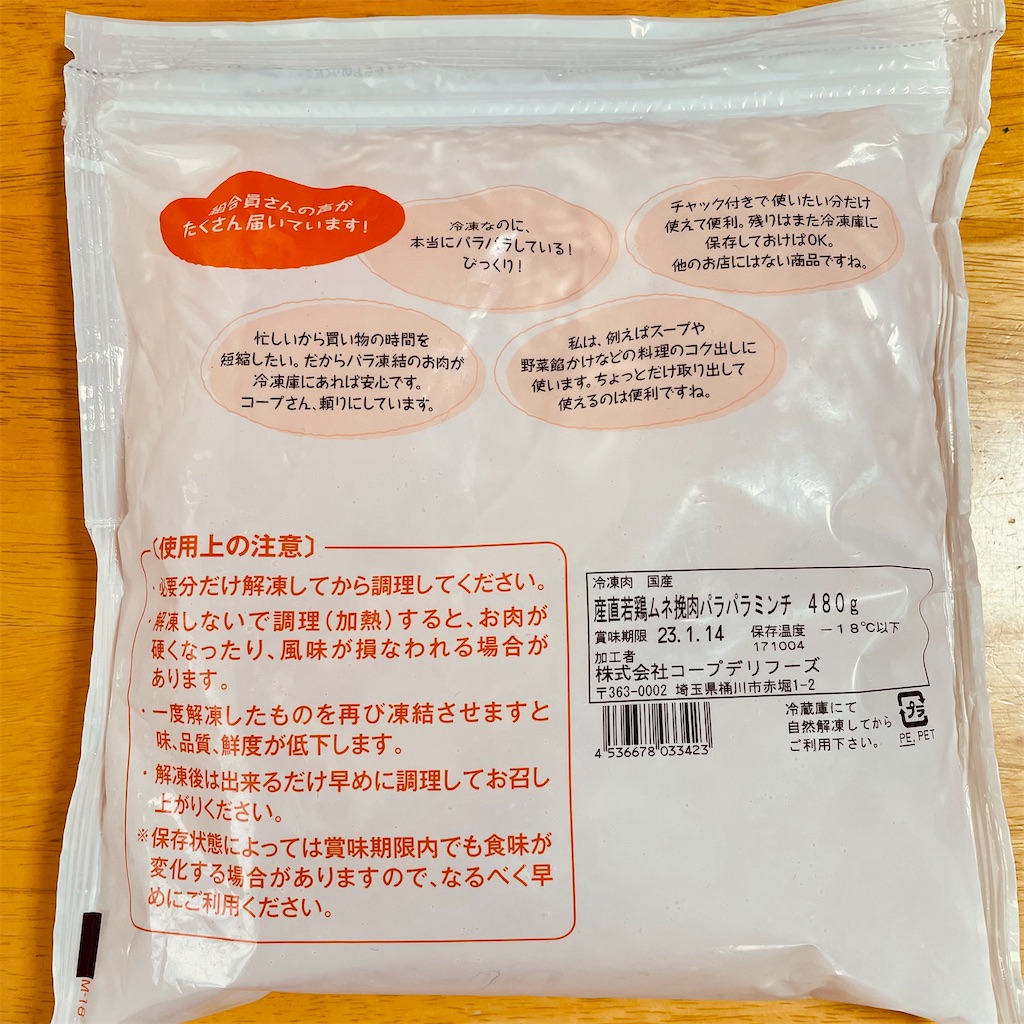 組合員さんの声が
たくさん届いています!
冷凍なのに、
本当にパラパラしている!
びっくり!
チャック付きで使いたい分だけ
使えて便利。残りはまた冷凍庫に
保存しておけばOK。
他のお店にはない商品ですね。
忙しいから買い物の時間を
短縮したい。だからバラ凍結のお肉が
冷凍庫にあれば安心です。
コープさん、頼りにしています。
私は、例えばスープや
野菜餡かけなどの料理のコク出しに
使います。ちょっとだけ取り出して
使えるのは便利ですね。
〔使用上の注意〕
・必要分だけ解凍してから調理してください。
・解凍しないで調理(加熱)すると、お肉が
硬くなったり、風味が損なわれる場合が
あります。
・一度解凍したものを再び凍結させますと
味、品質、鮮度が低下します。
・解凍後は出来るだけ早めに調理してお召し
上がりください。
※保存状態によっては賞味期限内でも食味が
変化する場合がありますので、なるべく早
めにご利用ください。
冷凍肉 国産
産直若鶏ムネ挽肉パラパラミンチ 480g
賞味期限 23.1.14 保存温度 -18℃以下
171004
加工者
株式会社コープデリフーズ
〒363-0002 埼玉県桶川市赤堀1-2
4 536678 033423
冷蔵庫にて
自然解凍してから
ご利用下さい。
プラ
PE, PET
M-18